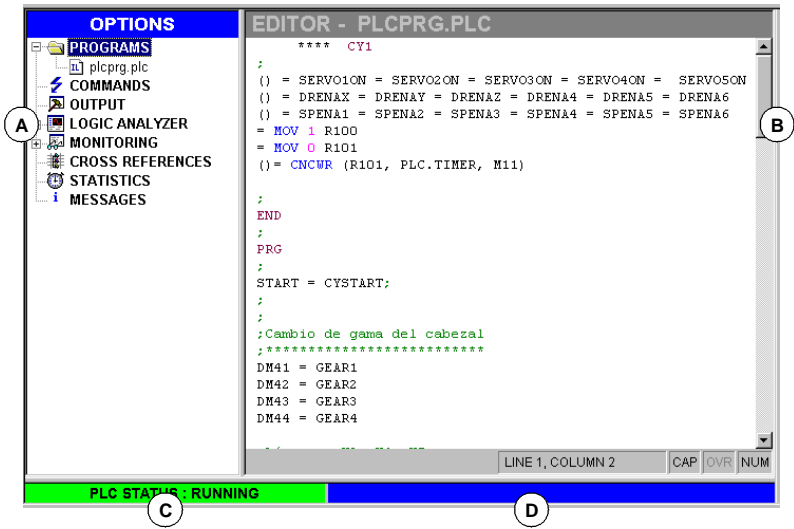 OPTIONS
PROGRAMS
plcprg.plc
COMMANDS
OUTPUT
LOGIC ANALYZER
MONITORING
CROSS REFERENCES
STATISTICS
MESSAGES
A
EDITOR - PLCPRG.PLC
**** CY1
;
() = SERVO1ON = SERVO2ON = SERVO3ON = SERVO4ON = SERVO5ON
() = DRENAX = DRENAY = DRENAZ = DRENA4 = DRENA5 = DRENA6
() = SPENA1 = SPENA2 = SPENA3 = SPENA4 = SPENA5 = SPENA6
= MOV 1 R100
= MOV 0 R101
()= CNCWR (R101, PLC.TIMER, M11)
;
END
;
PRG
;
START = CYSTART;
;
;
;Cambio de gama del cabezal
;***************************
DM41 = GEAR1
DM42 = GEAR2
DM43 = GEAR3
DM44 = GEAR4
B
LINE 1, COLUMN 2 CAP OVR NUM
PLC STATUS : RUNNING
C
D